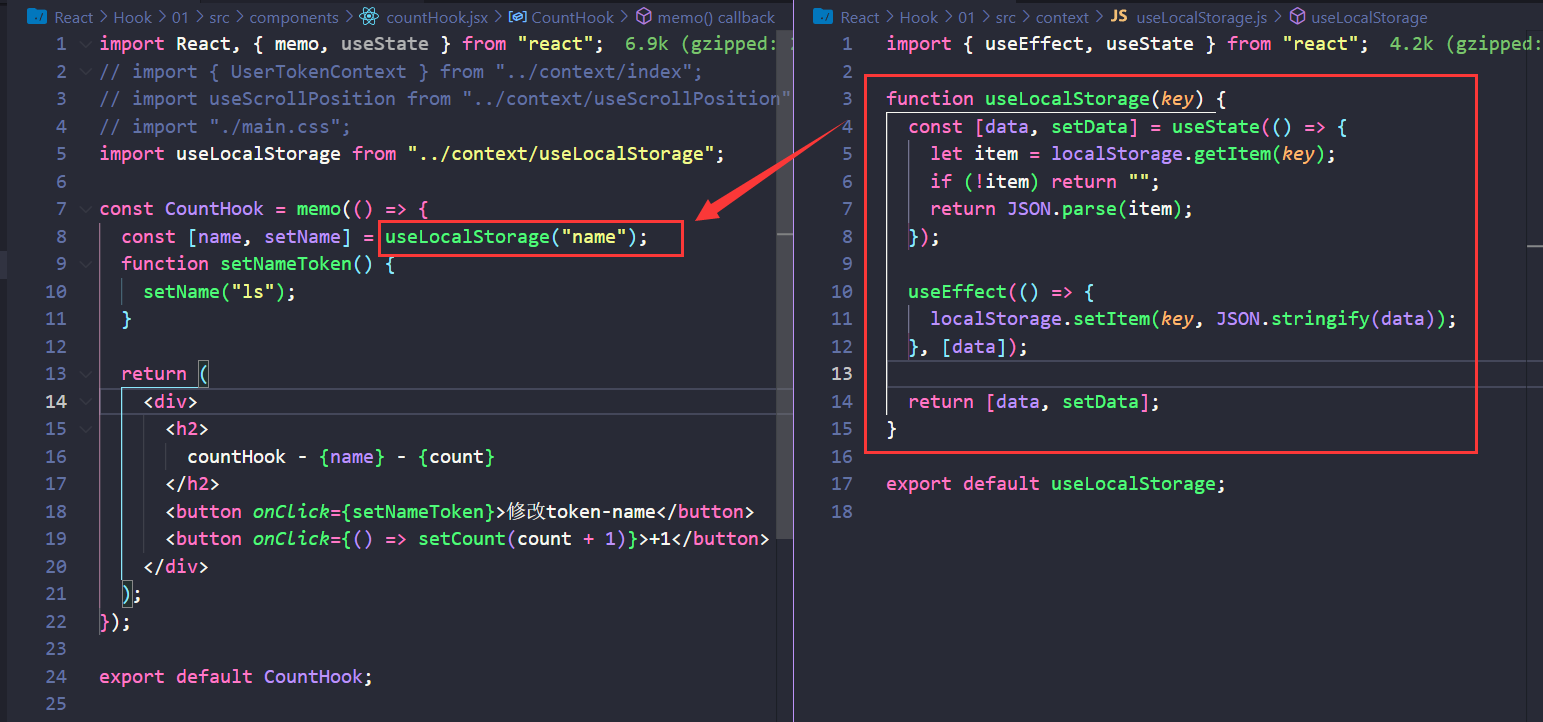 React > Hook > 01 > src > components > countHook.jsx > CountHook > memo() callback
1 import React, { memo, useState } from "react"; 6.9k (gzipped:
2 // import { UserTokenContext } from "../context/index";
3 // import useScrollPosition from "../context/useScrollPosition"
4 // import "./main.css";
5 import useLocalStorage from "../context/useLocalStorage";
6
7 const CountHook = memo(() => {
8 const [name, setName] = useLocalStorage("name");
9 function setNameToken() {
10 setName("ls");
11 }
12
13 return (
14 <div>
15 <h2>
16 countHook - {name} - {count}
17 </h2>
18 <button onClick={setNameToken}>修改token-name</button>
19 <button onClick={() => setCount(count + 1)}>+1</button>
20 </div>
21 );
22 });
23
24 export default CountHook;
25
React > Hook > 01 > src > context > JS useLocalStorage.js > useLocalStorage
1 import { useEffect, useState } from "react"; 4.2k (gzipped:
2
3 function useLocalStorage(key) {
4 const [data, setData] = useState(() => {
5 let item = localStorage.getItem(key);
6 if (!item) return "";
7 return JSON.parse(item);
8 });
9
10 useEffect(() => {
11 localStorage.setItem(key, JSON.stringify(data));
12 }, [data]);
13
14 return [data, setData];
15 }
16
17 export default useLocalStorage;
18